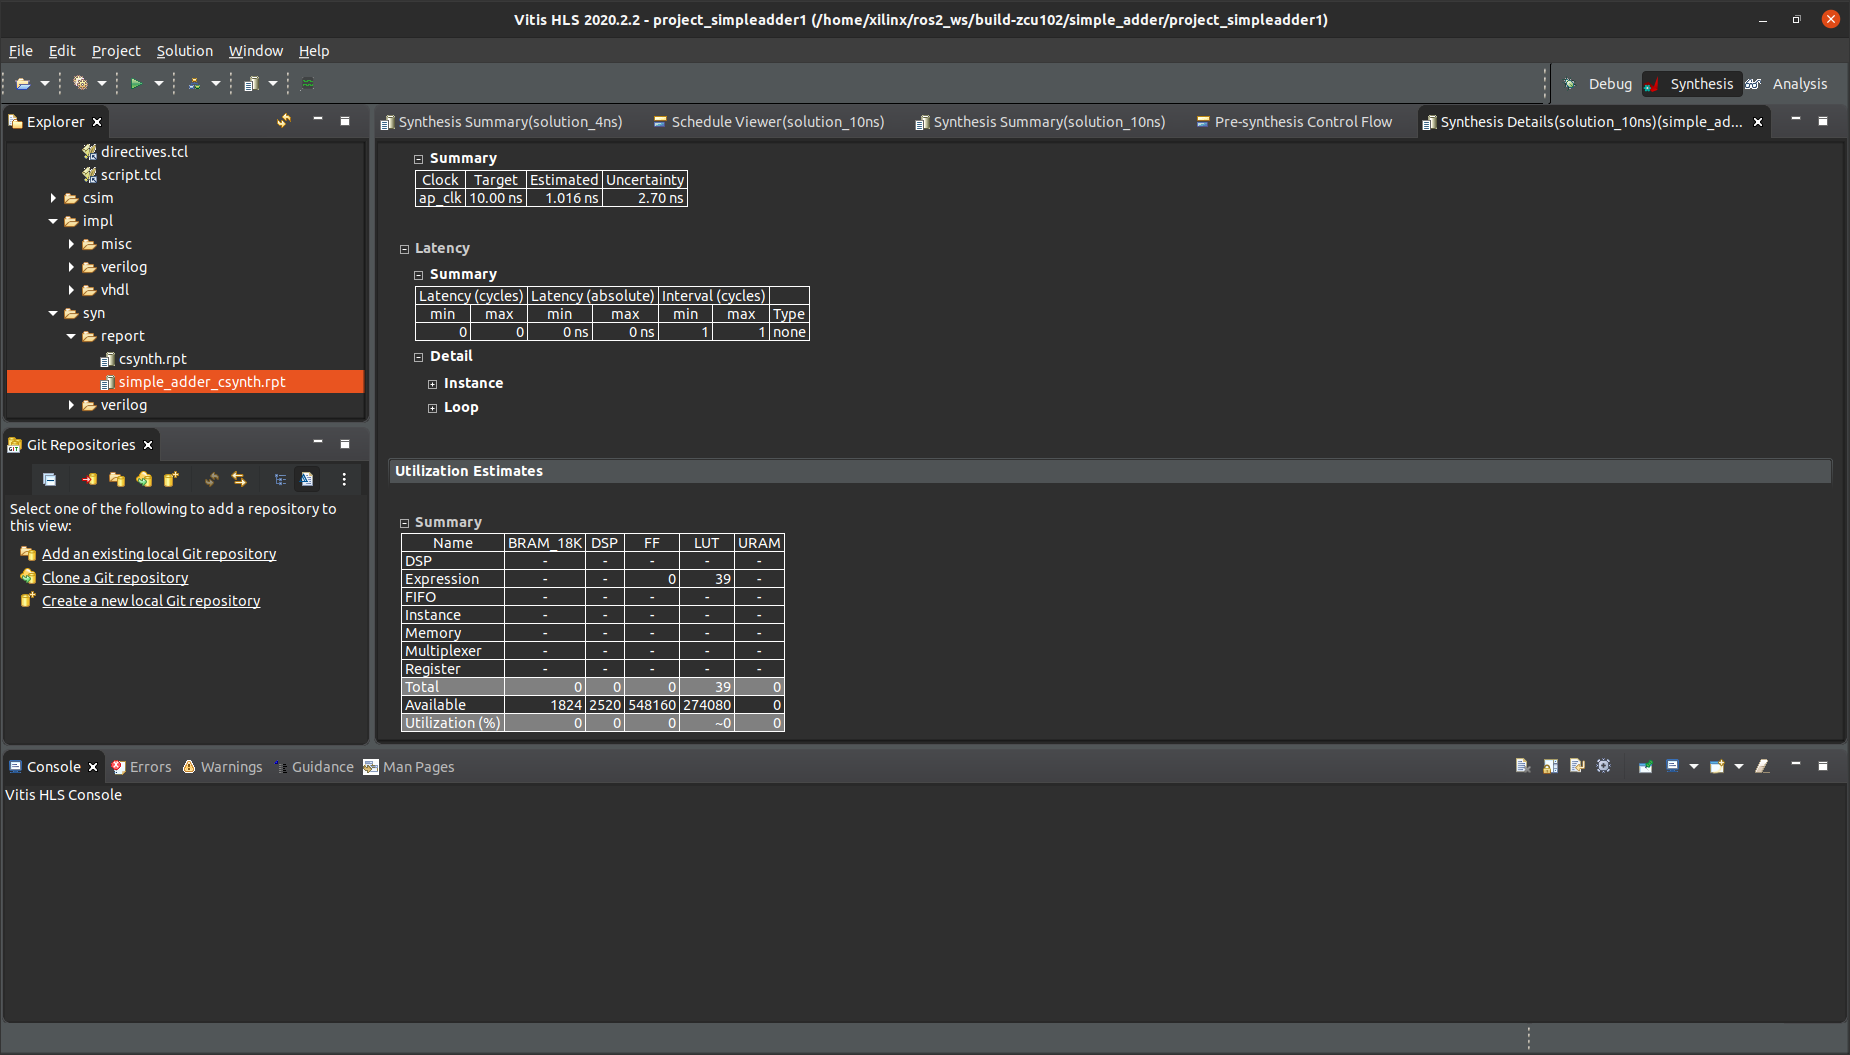 Vitis HLS 2020.2.2 - project_simpleadder1 (/home/xilinx/ros2_ws/build-zcu102/simple_adder/project_simpleadder1)
File Edit Project Solution Window Help
Debug Synthesis Analysis
Explorer
directives.tcl
script.tcl
csim
impl
misc
verilog
vhdl
syn
report
csynth.rpt
simple_adder_csynth.rpt
verilog
Git Repositories
Select one of the following to add a repository to
this view:
Add an existing local Git repository
Clone a Git repository
Create a new local Git repository
Synthesis Summary(solution_4ns) Schedule Viewer(solution_10ns) Synthesis Summary(solution_10ns) Pre-synthesis Control Flow Synthesis Details(solution_10ns)(simple_ad...
Summary
Clock Target Estimated Uncertainty
ap_clk 10.00 ns 1.016 ns 2.70 ns
Latency
Summary
Latency (cycles) Latency (absolute) Interval (cycles)
min max min max min max Type
0 0 0 ns 0 ns 1 1 none
Detail
Instance
Loop
Utilization Estimates
Summary
Name BRAM_18K DSP FF LUT URAM
DSP - - - - -
Expression - - 0 39 -
FIFO - - - - -
Instance - - - - -
Memory - - - - -
Multiplexer - - - - -
Register - - - - -
Total 0 0 0 39 0
Available 1824 2520 548160 274080 0
Utilization (%) 0 0 0 ~0 0
Console Errors Warnings Guidance Man Pages
Vitis HLS Console